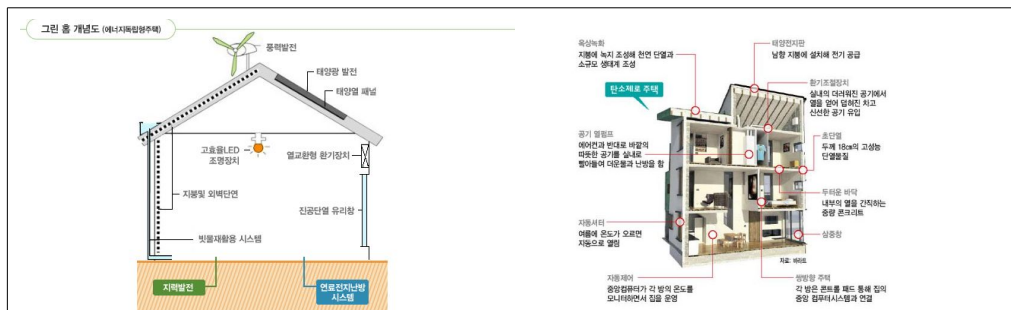 그린 홈 개념도 (에너지독립형주택)
풍력발전
태양광 발전
태양열 패널
고효율LED
조명장치
열교환형 환기장치
지붕및 외벽단연
진공단열 유리창
빗물재활용 시스템
지력발전
연료전지난방
시스템
옥상녹화
지붕에 녹지 조성해 천연 단열과
소규모 생태계 조성
태양전지판
남향 지붕에 설치해 전기 공급
탄소제로 주택
환기조절장치
실내의 더러워진 공기에서
열을 얻어 덥혀진 차고
신선한 공기 유입
공기 열펌프
에어컨과 반대로 바깥의
따뜻한 공기를 실내로
빨아들여 더운물과 난방을 함
초단열
두께 18㎝의 고성능
단열물질
두터운 바닥
내부의 열을 간직하는
중량 콘크리트
자동셔터
여름에 온도가 오르면
자동으로 열림
삼중창
자료: 바라트
자동제어
중앙컴퓨터가 각 방의 온도를
모니터하면서 집을 운영
쌍방향 주택
각 방은 콘트롤 패드 통해 집의
중앙 컴퓨터시스템과 연결